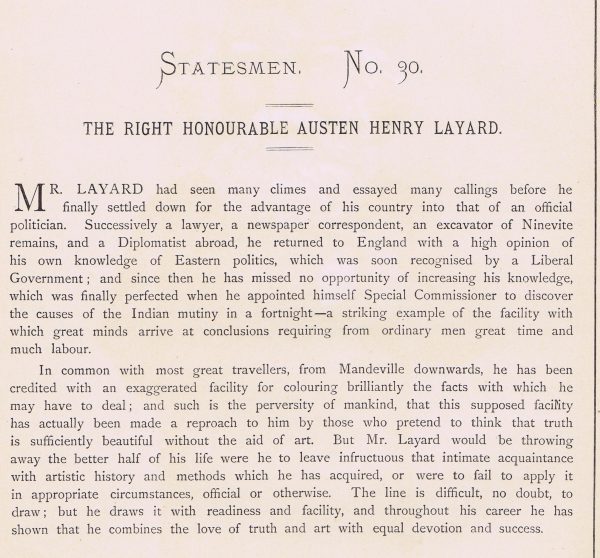 STATESMEN. No. 30.
THE RIGHT HONOURABLE AUSTEN HENRY LAYARD.
MR. LAYARD had seen many climes and essayed many callings before he
finally settled down for the advantage of his country into that of an official
politician. Successively a lawyer, a newspaper correspondent, an excavator of Ninevite
remains, and a Diplomatist abroad, he returned to England with a high opinion of
his own knowledge of Eastern politics, which was soon recognised by a Liberal
Government; and since then he has missed no opportunity of increasing his knowledge,
which was finally perfected when he appointed himself Special Commissioner to discover
the causes of the Indian mutiny in a fortnight—a striking example of the facility with
which great minds arrive at conclusions requiring from ordinary men great time and
much labour.
In common with most great travellers, from Mandeville downwards, he has been
credited with an exaggerated facility for colouring brilliantly the facts with which he
may have to deal; and such is the perversity of mankind, that this supposed facility
has actually been made a reproach to him by those who pretend to think that truth
is sufficiently beautiful without the aid of art. But Mr. Layard would be throwing
away the better half of his life were he to leave infructuous that intimate acquaintance
with artistic history and methods which he has acquired, or were to fail to apply it
in appropriate circumstances, official or otherwise. The line is difficult, no doubt, to
draw; but he draws it with readiness and facility, and throughout his career he has
shown that he combines the love of truth and art with equal devotion and success.